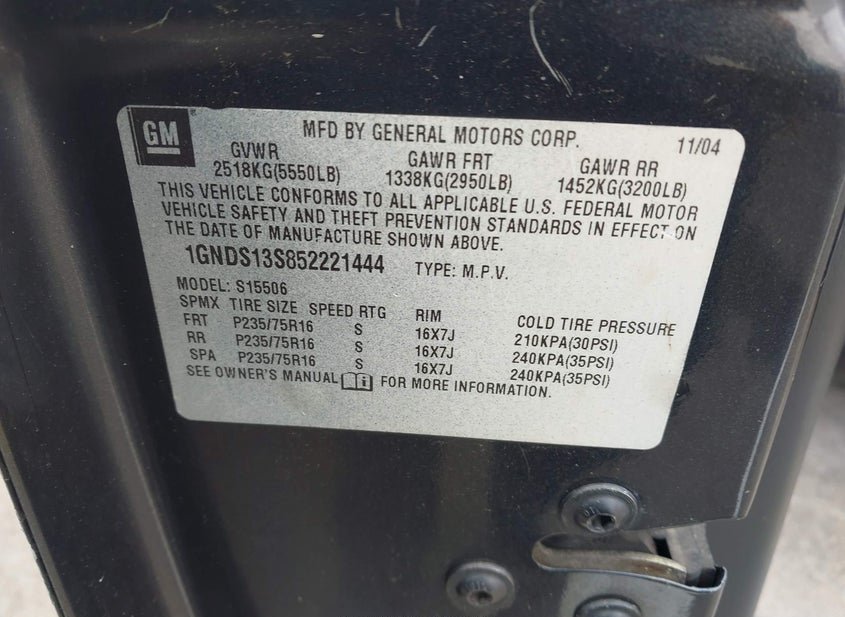 GM
MFD BY GENERAL MOTORS CORP. 11/04
GVWR GAWR FRT GAWR RR
2518KG(5550LB) 1338KG(2950LB) 1452KG(3200LB)
THIS VEHICLE CONFORMS TO ALL APPLICABLE U.S. FEDERAL MOTOR
VEHICLE SAFETY AND THEFT PREVENTION STANDARDS IN EFFECT ON
THE DATE OF MANUFACTURE SHOWN ABOVE.
1GNDS13S852221444 TYPE: M.P.V.
MODEL: S15506
SPMX TIRE SIZE SPEED RTG RIM COLD TIRE PRESSURE
FRT P235/75R16 S 16X7J 210KPA(30PSI)
RR P235/75R16 S 16X7J 240KPA(35PSI)
SPA P235/75R16 S 16X7J 240KPA(35PSI)
SEE OWNER'S MANUAL FOR MORE INFORMATION.